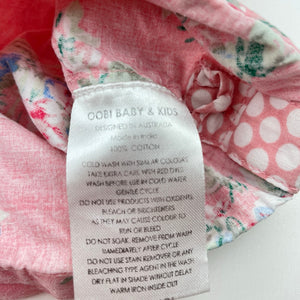 OOBI BABY & KIDS
DESIGNED IN AUSTRALIA
Made in India
100% COTTON
COLD WASH WITH SIMILAR COLOURS
TAKE EXTRA CARE WITH RED DYES
WASH BEFORE USE IN COLD WATER
GENTLE CYCLE
DO NOT USE PRODUCTS WITH OXIDENTS
BLEACH OR BRIGHTENERS
AS THEY MAY CAUSE COLOUR TO
RUN OR BLEED
DO NOT SOAK. REMOVE FROM WASH
IMMEDIATELY AFTER CYCLE
DO NOT USE STAIN REMOVER OR ANY
BLEACHING TYPE AGENT IN THE WASH
DRY FLAT IN SHADE WITHOUT DELAY
WARM IRON INSIDE OUT